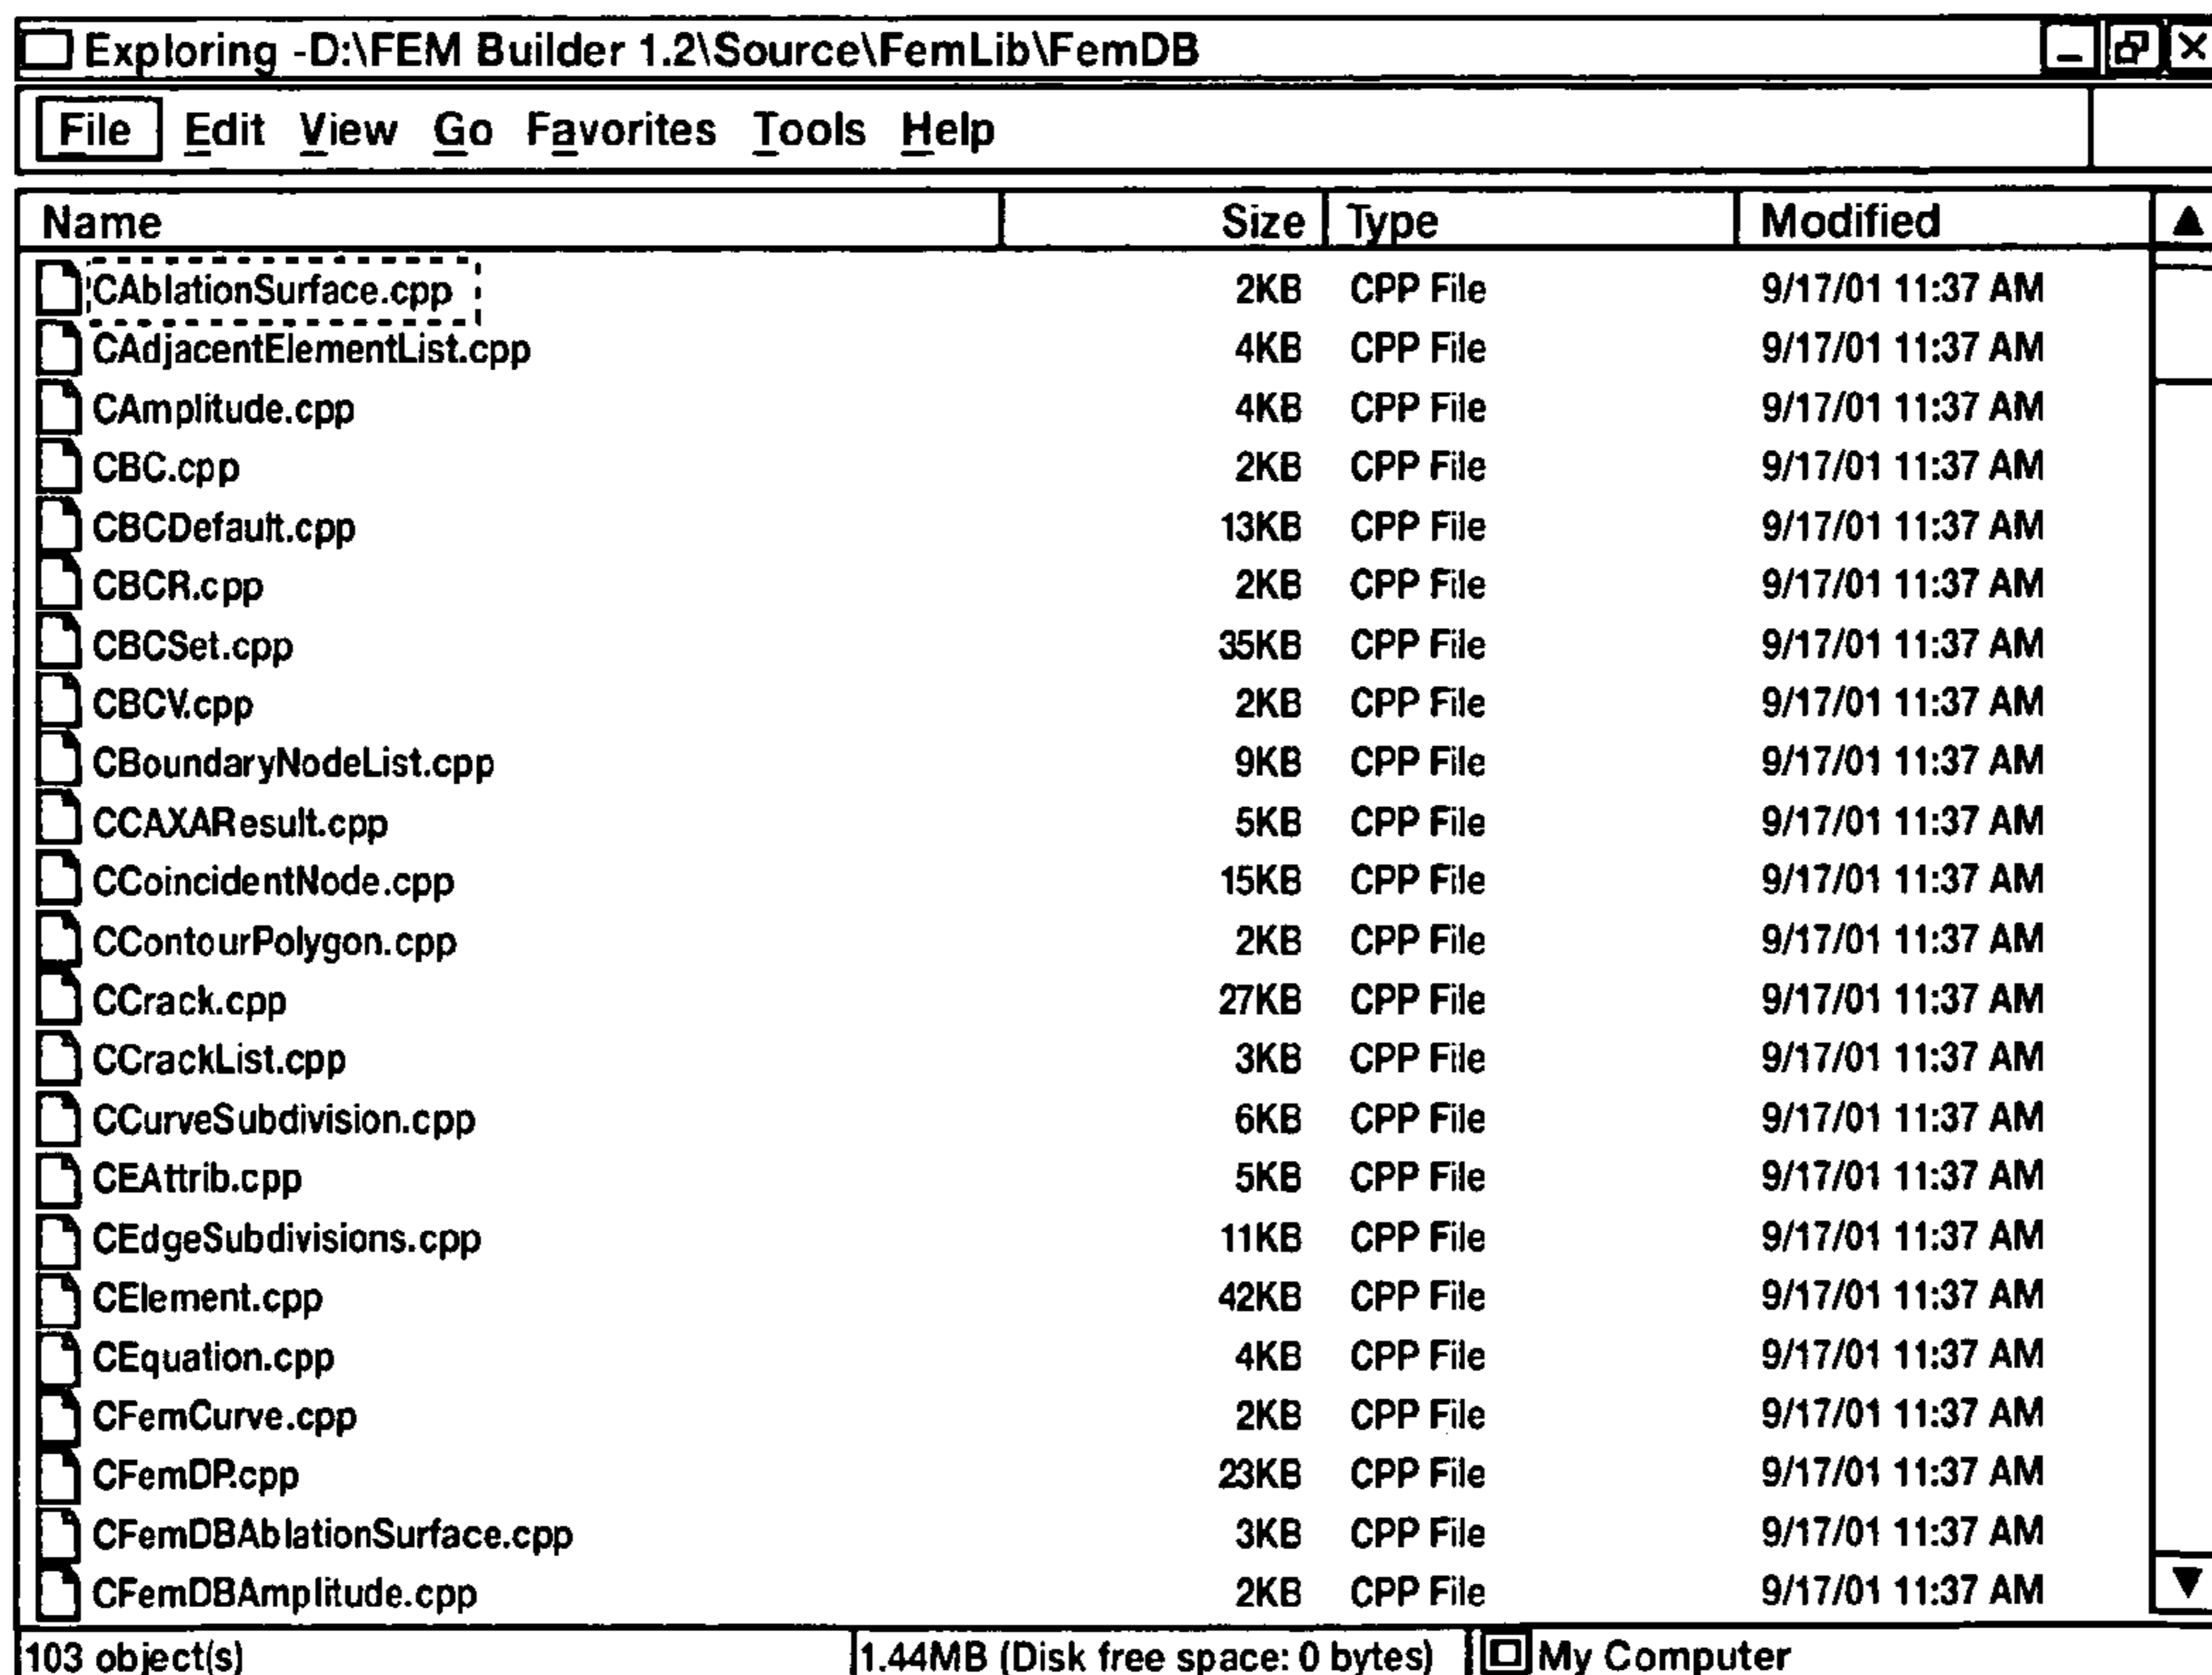 Exploring -D:\FEM Builder 1.2\Source\FemLib\FemDB
File Edit View Go Favorites Tools Help
Name Size Type Modified
CAblationSurface.cpp 2KB CPP File 9/17/01 11:37 AM
CAdjacentElementList.cpp 4KB CPP File 9/17/01 11:37 AM
CAmplitude.cpp 4KB CPP File 9/17/01 11:37 AM
CBC.cpp 2KB CPP File 9/17/01 11:37 AM
CBCDefault.cpp 13KB CPP File 9/17/01 11:37 AM
CBCR.cpp 2KB CPP File 9/17/01 11:37 AM
CBCSet.cpp 35KB CPP File 9/17/01 11:37 AM
CBCV.cpp 2KB CPP File 9/17/01 11:37 AM
CBoundaryNodeList.cpp 9KB CPP File 9/17/01 11:37 AM
CCAXAResult.cpp 5KB CPP File 9/17/01 11:37 AM
CCoincidentNode.cpp 15KB CPP File 9/17/01 11:37 AM
CContourPolygon.cpp 2KB CPP File 9/17/01 11:37 AM
CCrack.cpp 27KB CPP File 9/17/01 11:37 AM
CCrackList.cpp 3KB CPP File 9/17/01 11:37 AM
CCurveSubdivision.cpp 6KB CPP File 9/17/01 11:37 AM
CEAttrib.cpp 5KB CPP File 9/17/01 11:37 AM
CEdgeSubdivisions.cpp 11KB CPP File 9/17/01 11:37 AM
CElement.cpp 42KB CPP File 9/17/01 11:37 AM
CEquation.cpp 4KB CPP File 9/17/01 11:37 AM
CFemCurve.cpp 2KB CPP File 9/17/01 11:37 AM
CFemDP.cpp 23KB CPP File 9/17/01 11:37 AM
CFemDBAblationSurface.cpp 3KB CPP File 9/17/01 11:37 AM
CFemDBAmplitude.cpp 2KB CPP File 9/17/01 11:37 AM
103 object(s) 1.44MB (Disk free space: 0 bytes) My Computer